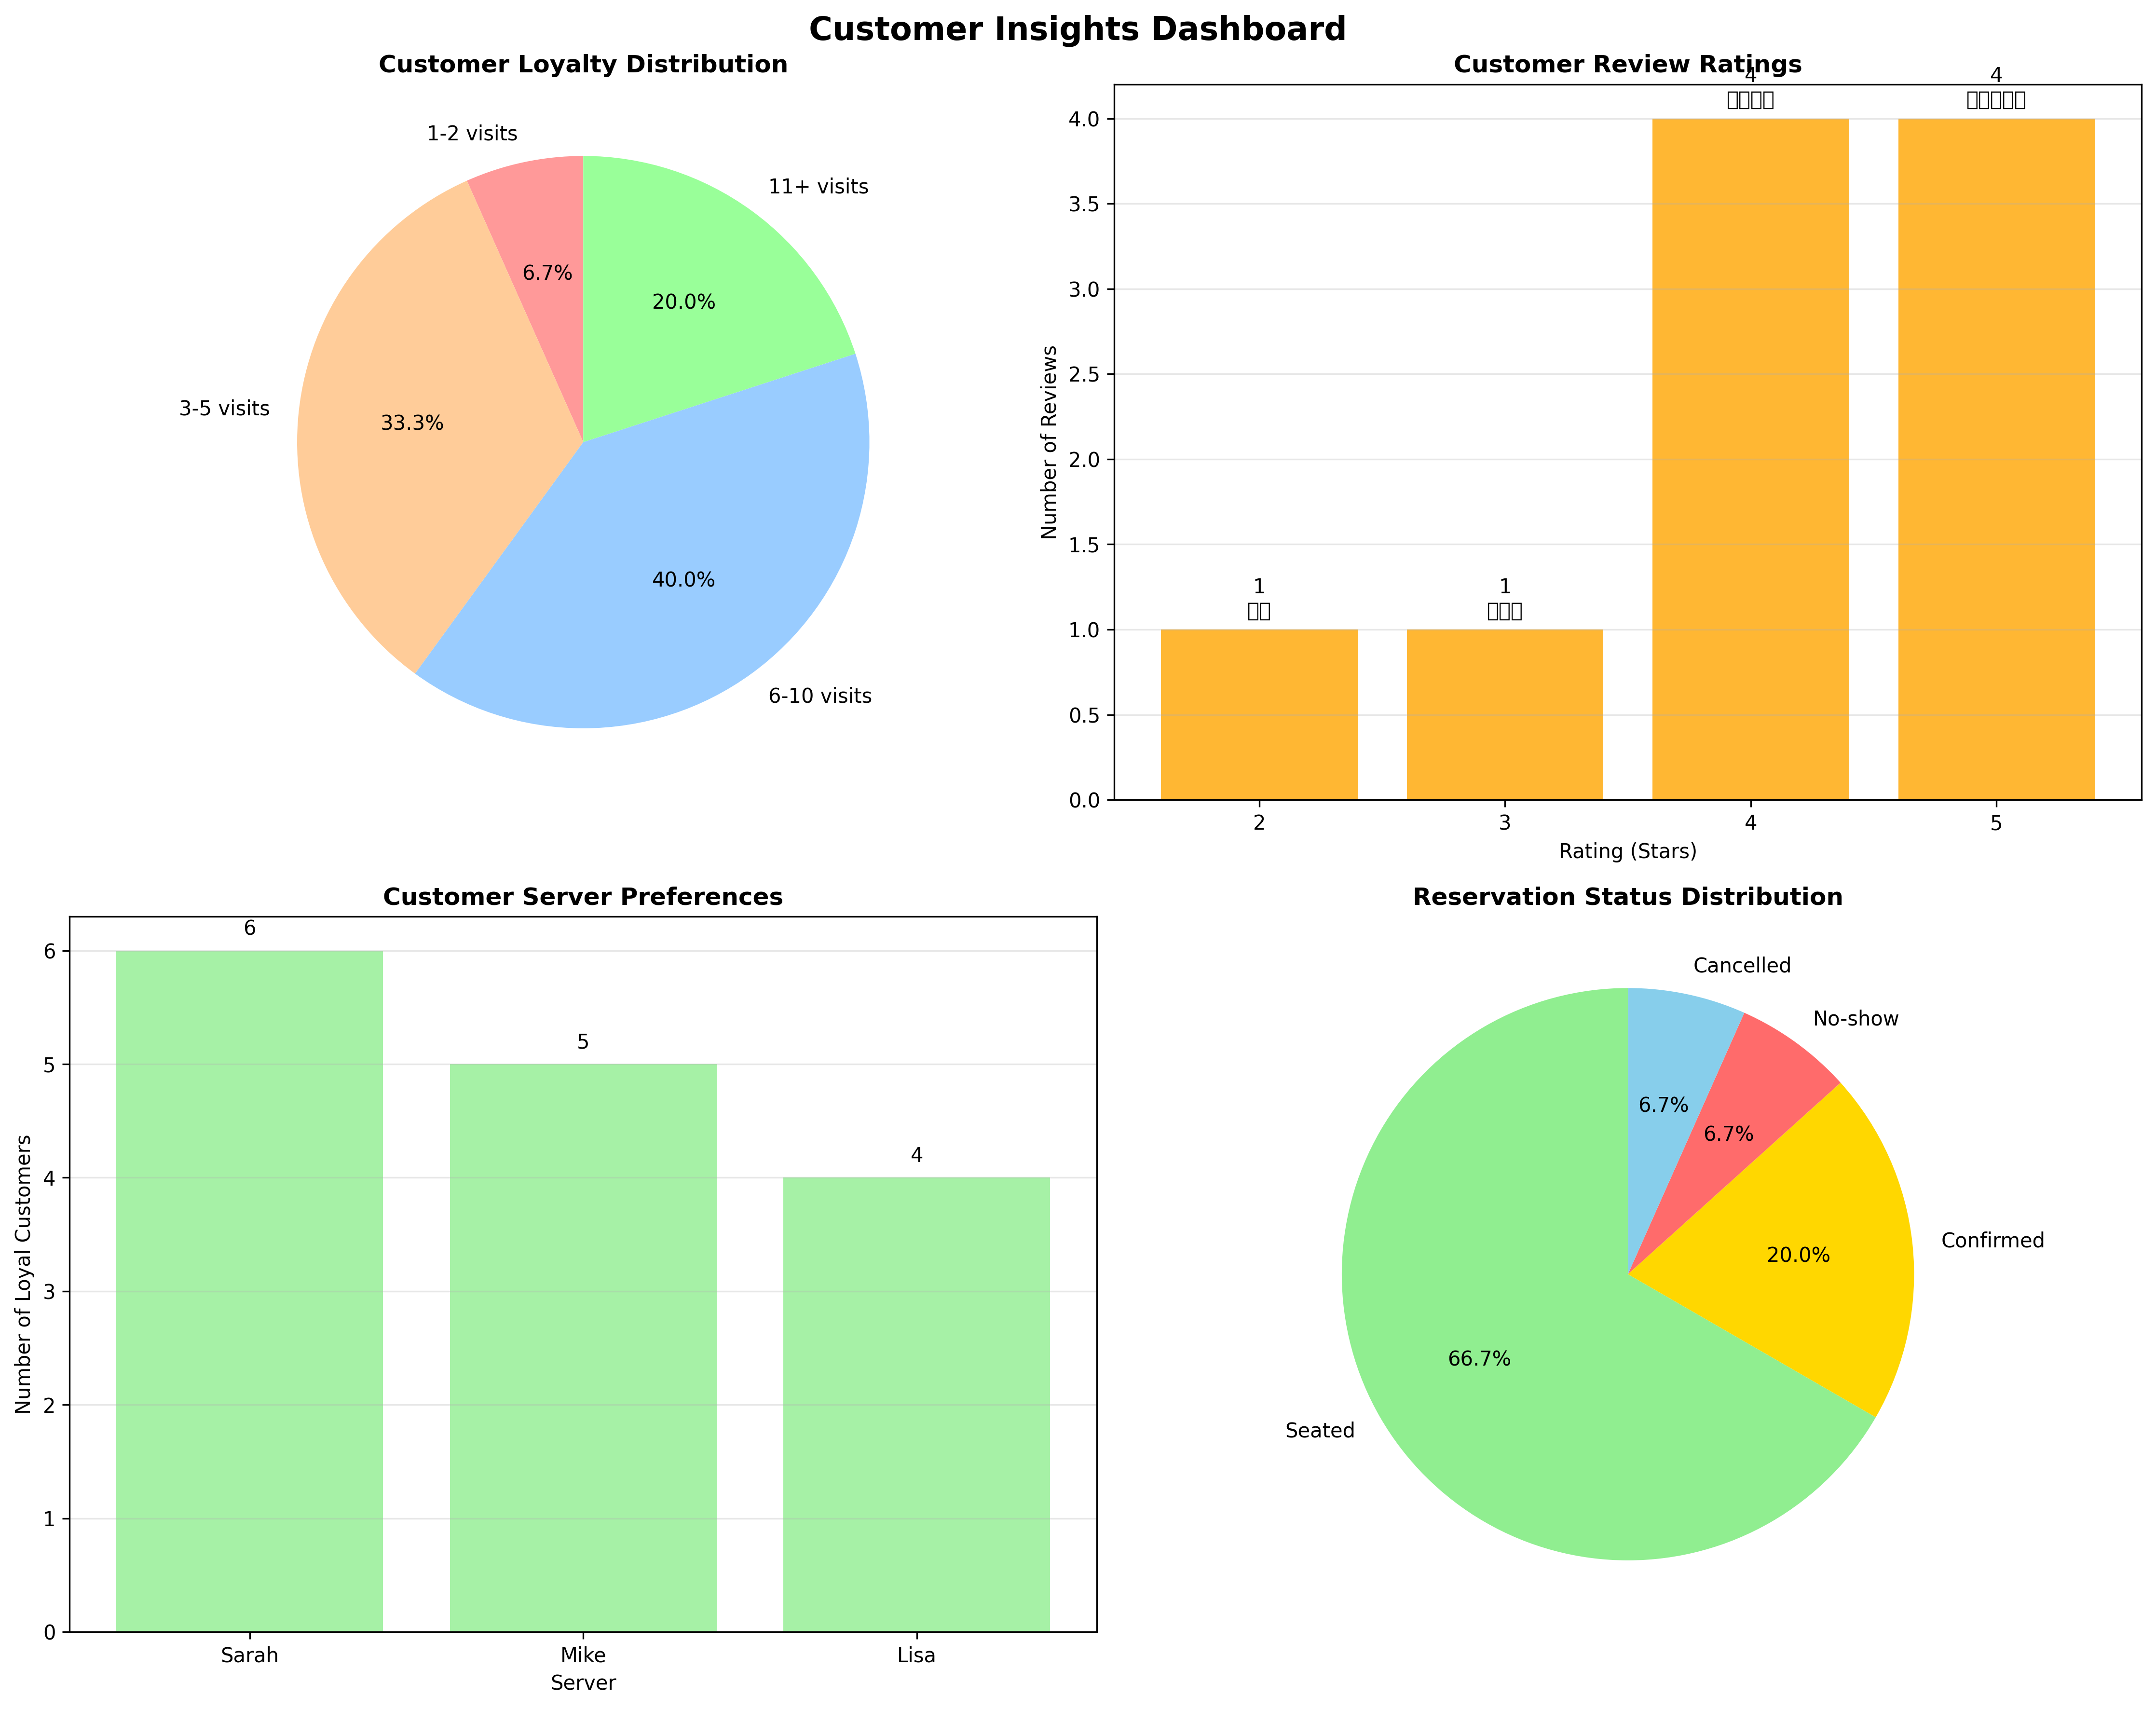 Customer Insights Dashboard
Customer Loyalty Distribution
1-2 visits
11+ visits
6.7%
20.0%
3-5 visits
33.3%
40.0%
6-10 visits
Customer Review Ratings
4
4
4.0
3.5
3.0
2.5
2.0
1.5
1
1
1.0
0.5
0.0
Number of Reviews
2
3
4
5
Rating (Stars)
Customer Server Preferences
6
5
4
6
5
4
3
2
1
0
Number of Loyal Customers
Sarah
Mike
Lisa
Server
Reservation Status Distribution
Cancelled
No-show
6.7%
6.7%
Confirmed
20.0%
66.7%
Seated